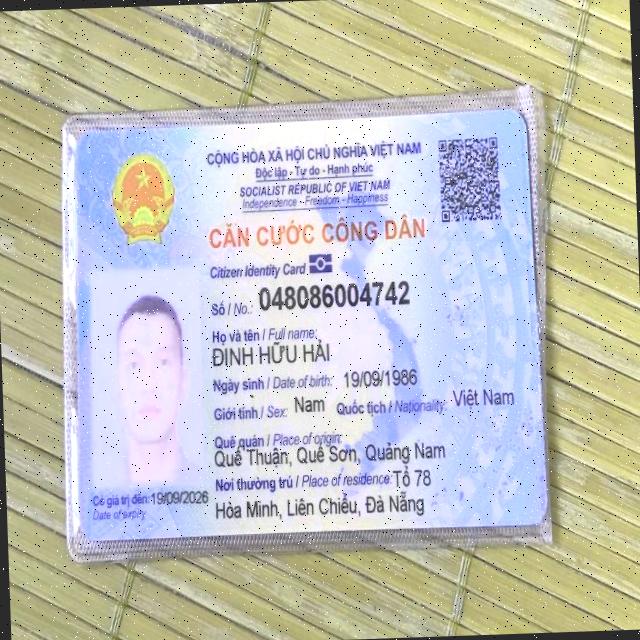 CỘNG HÒA XÃ HỘI CHỦ NGHĨA VIỆT NAM
Độc lập - Tự do - Hạnh phúc
SOCIALIST REPUBLIC OF VIET NAM
Independence - Freedom - Happiness
CĂN CƯỚC CÔNG DÂN
Citizen Identity Card
Số / No.: 048086004742
Họ và tên / Full name:
ĐINH HỮU HẢI
Ngày sinh / Date of birth: 19/09/1986
Giới tính / Sex: Nam Quốc tịch / Nationality: Việt Nam
Quê quán / Place of origin:
Quế Thuận, Quế Sơn, Quảng Nam
Nơi thường trú / Place of residence: Tổ 78
Hòa Minh, Liên Chiểu, Đà Nẵng
Có giá trị đến: 19/09/2026
Date of expiry